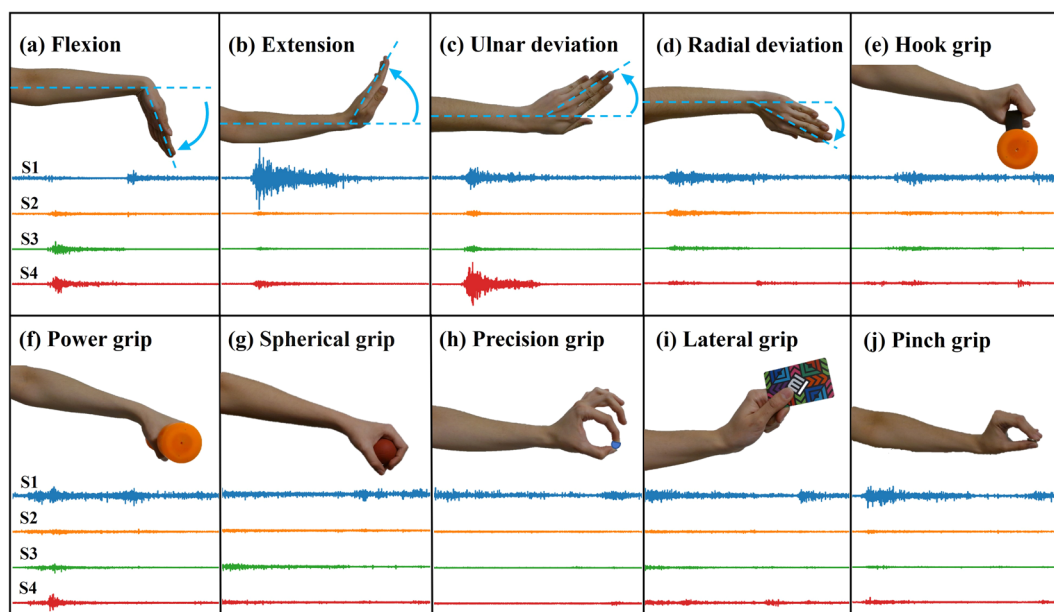 (a) Flexion
(b) Extension
(c) Ulnar deviation
(d) Radial deviation
(e) Hook grip
S1
S2
S3
S4
(f) Power grip
(g) Spherical grip
(h) Precision grip
(i) Lateral grip
(j) Pinch grip
S1
S2
S3
S4